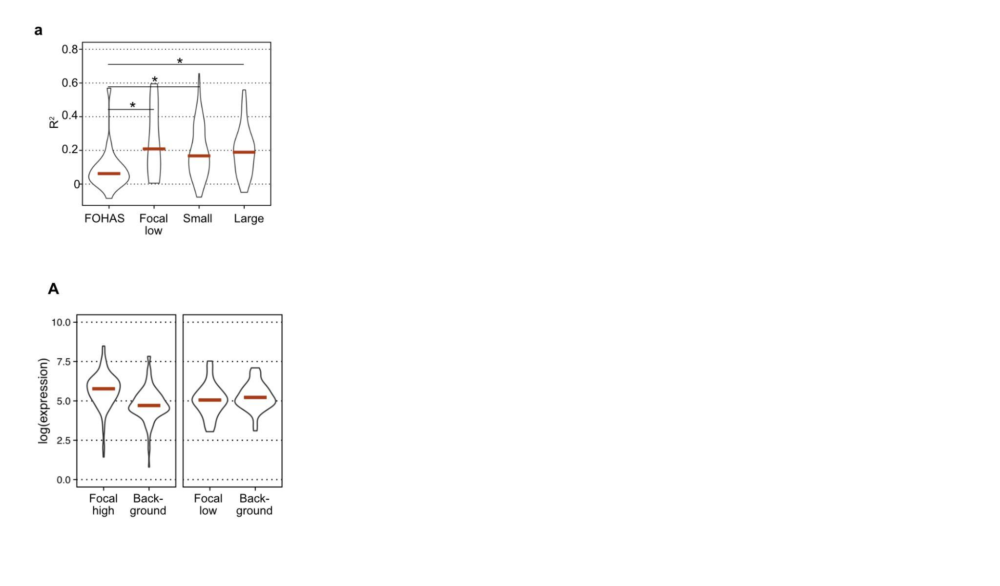 a
0.8
*
0.6
*
*
0.4
R²
0.2
0
FOHAS
Focal
low
Small
Large
A
10.0
7.5
log(expression)
5.0
2.5
0.0
Focal
high
Back-
ground
Focal
low
Back-
ground